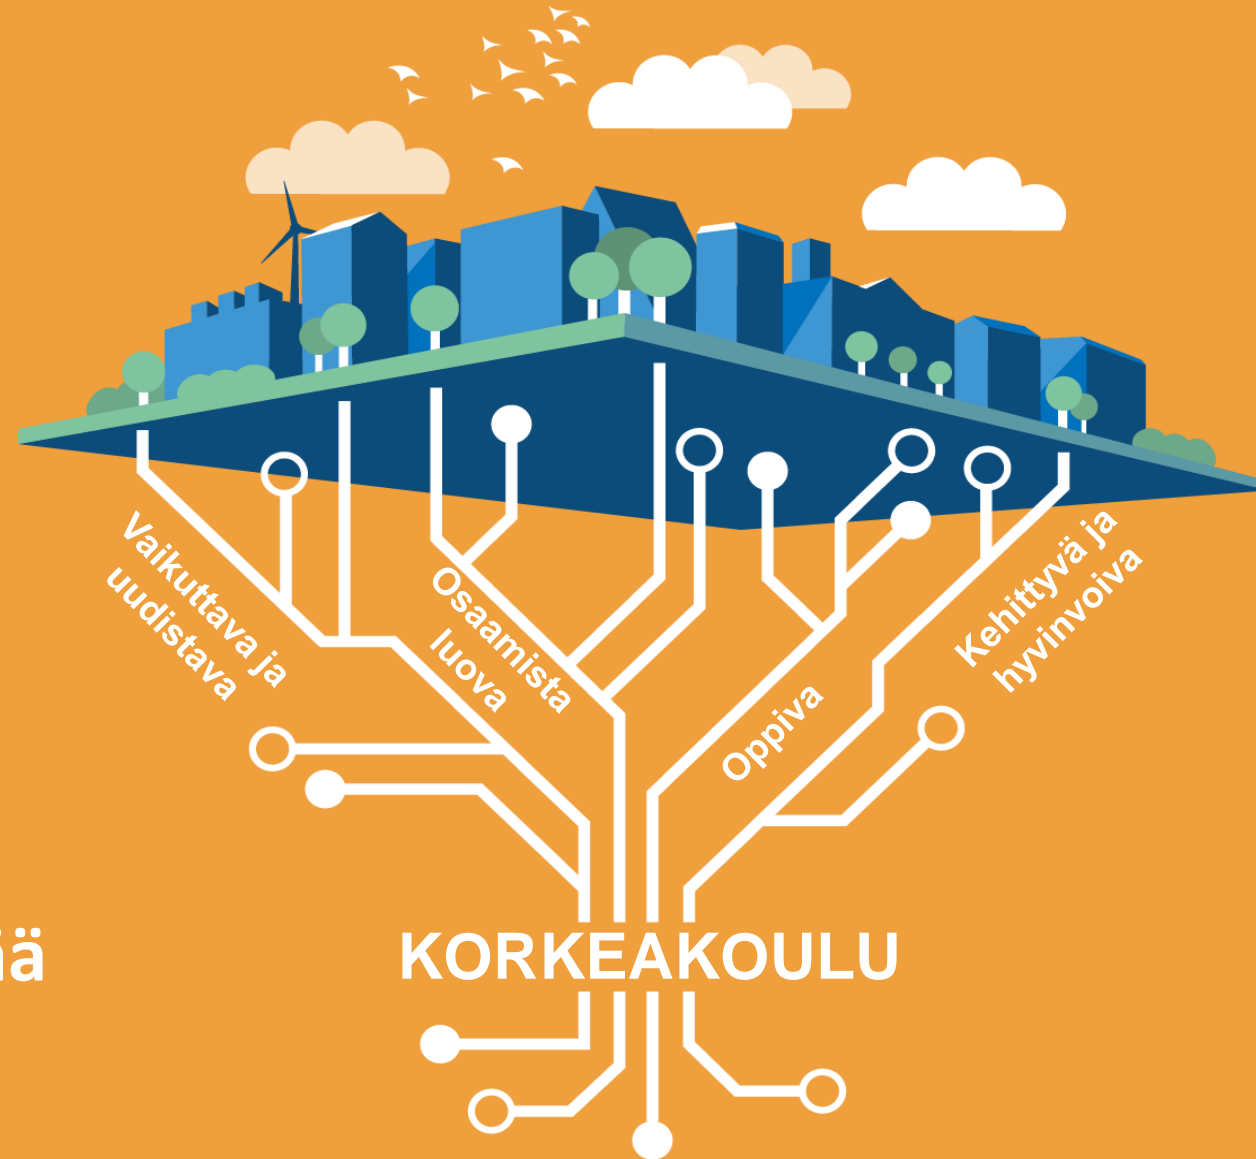 Vaikuttava ja
uudistava
Osaamista
luova
Oppiva
Kehittyvä ja
hyvinvoiva
KORKEAKOULU